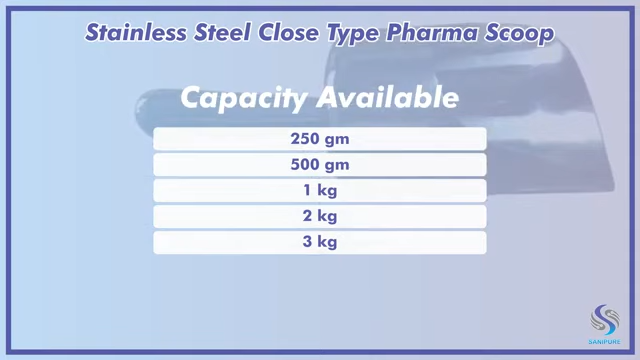 Stainless Steel Close Type Pharma Scoop
Capacity Available
250 gm
500 gm
1 kg
2 kg
3 kg
SANIPURE